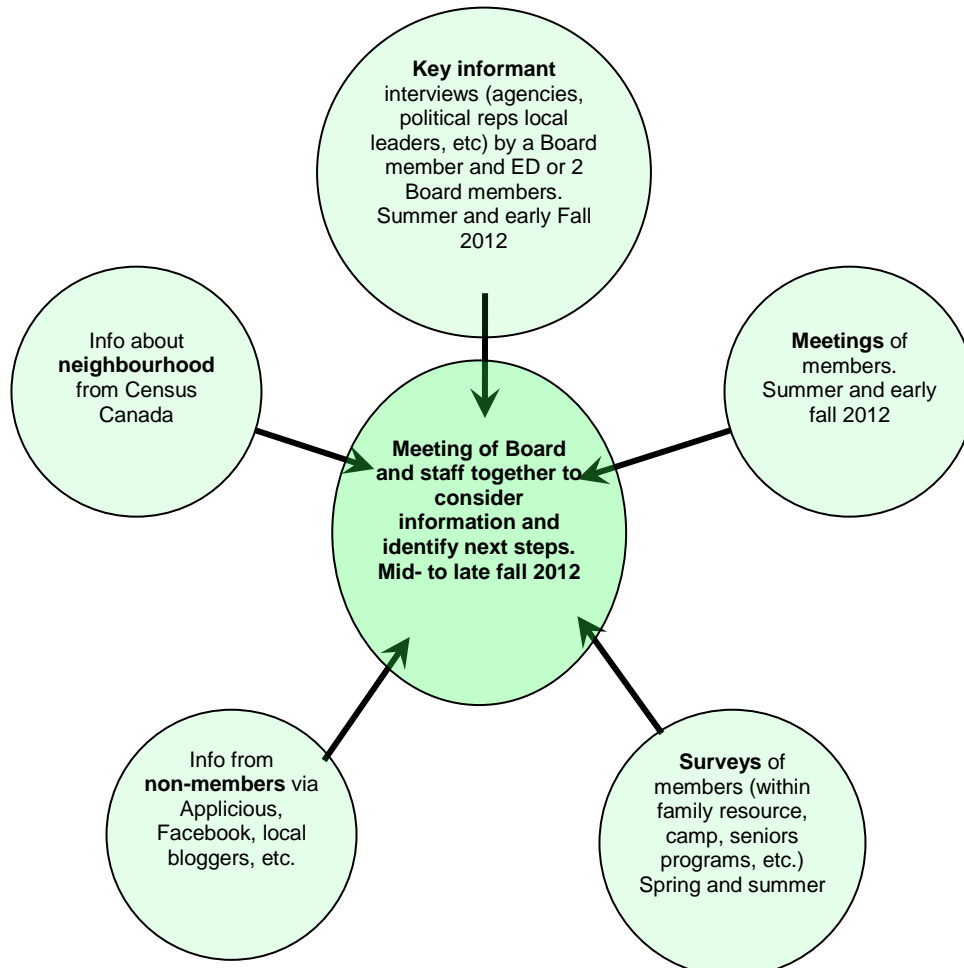 Key informant
interviews (agencies,
political reps local
leaders, etc) by a Board
member and ED or 2
Board members.
Summer and early Fall
2012
Info about
neighbourhood
from Census
Canada
Meetings of
members.
Summer and early
fall 2012
Meeting of Board
and staff together to
consider
information and
identify next steps.
Mid- to late fall 2012
Info from
non-members via
Applicious,
Facebook, local
bloggers, etc.
Surveys of
members (within
family resource,
camp, seniors
programs, etc.)
Spring and summer